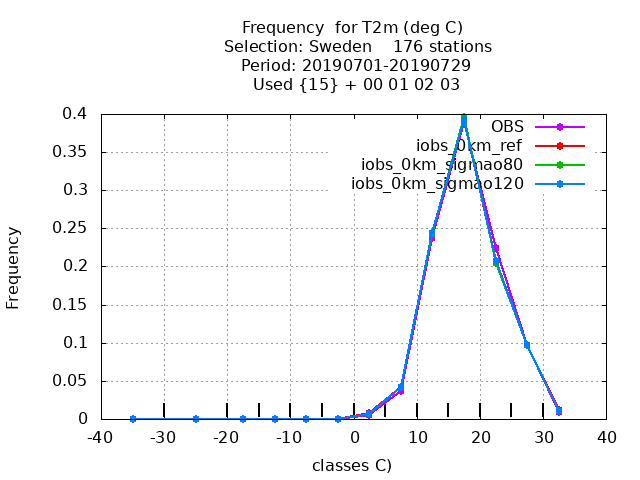 Frequency  for T2m (deg C)
Selection: Sweden    176 stations
Period: 20190701-20190729
Used {15} + 00 01 02 03
0.4
0.35
0.3
0.25
0.2
0.15
0.1
0.05
0
Frequency
OBS
iobs_0km_ref
iobs_0km_sigmao80
iobs_0km_sigmao120
-40 -30 -20 -10 0 10 20 30 40
classes C)